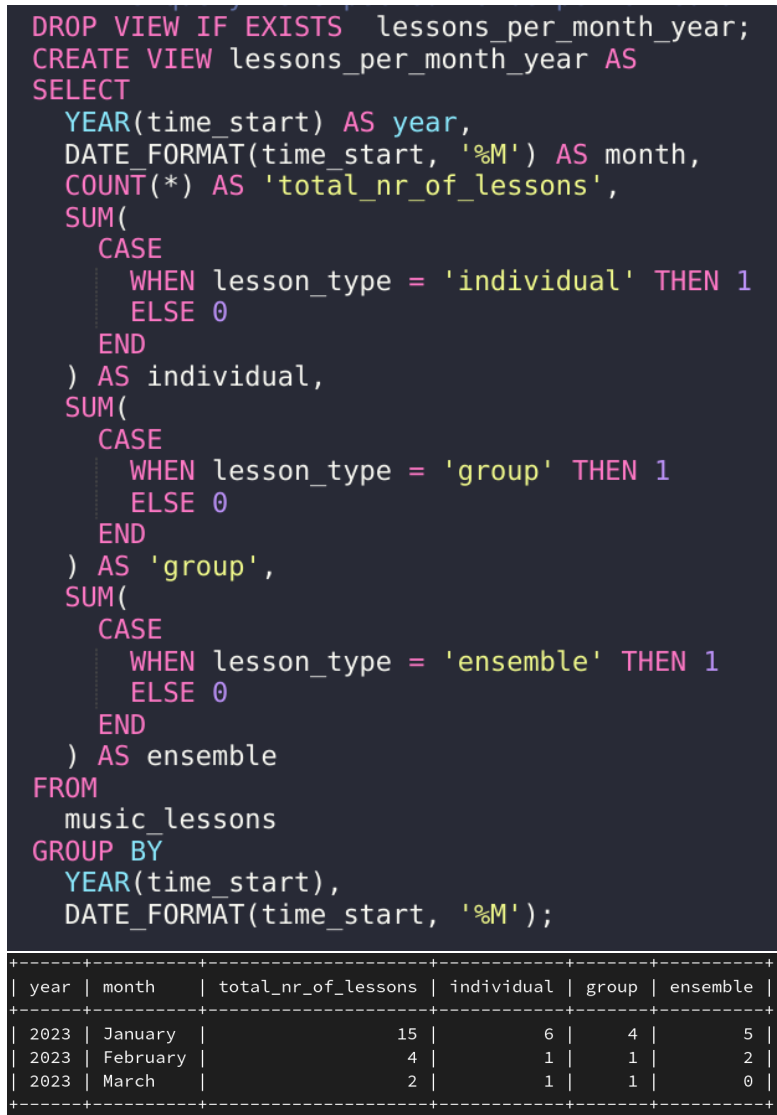 DROP VIEW IF EXISTS  lessons_per_month_year;
CREATE VIEW lessons_per_month_year AS
SELECT
  YEAR(time_start) AS year,
  DATE_FORMAT(time_start, '%M') AS month,
  COUNT(*) AS 'total_nr_of_lessons',
  SUM(
    CASE
      WHEN lesson_type = 'individual' THEN 1
      ELSE 0
    END
  ) AS individual,
  SUM(
    CASE
      WHEN lesson_type = 'group' THEN 1
      ELSE 0
    END
  ) AS 'group',
  SUM(
    CASE
      WHEN lesson_type = 'ensemble' THEN 1
      ELSE 0
    END
  ) AS ensemble
FROM
  music_lessons
GROUP BY
  YEAR(time_start),
  DATE_FORMAT(time_start, '%M');
+------+----------+---------------------+------------+-------+----------+
| year | month    | total_nr_of_lessons | individual | group | ensemble |
+------+----------+---------------------+------------+-------+----------+
| 2023 | January  |                  15 |          6 |     4 |        5 |
| 2023 | February |                   4 |          1 |     1 |        2 |
| 2023 | March    |                   2 |          1 |     1 |        0 |
+------+----------+---------------------+------------+-------+----------+